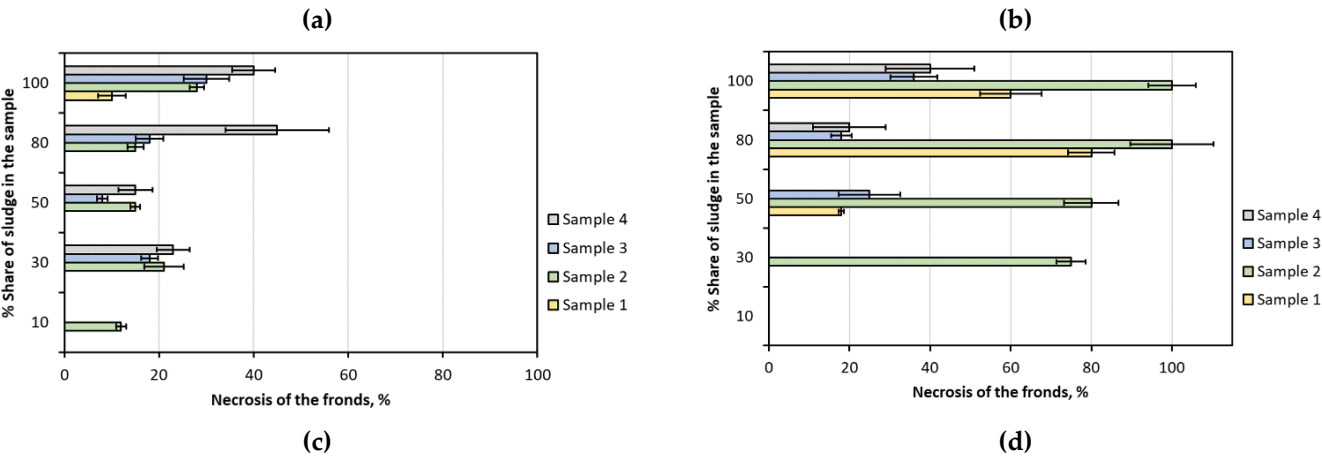 (a)
(b)
% Share of sludge in the sample
100
80
50
30
10
0 20 40 60 80 100
Necrosis of the fronds, %
Sample 4
Sample 3
Sample 2
Sample 1
(c)
% Share of sludge in the sample
100
80
50
30
10
0 20 40 60 80 100
Necrosis of the fronds, %
Sample 4
Sample 3
Sample 2
Sample 1
(d)